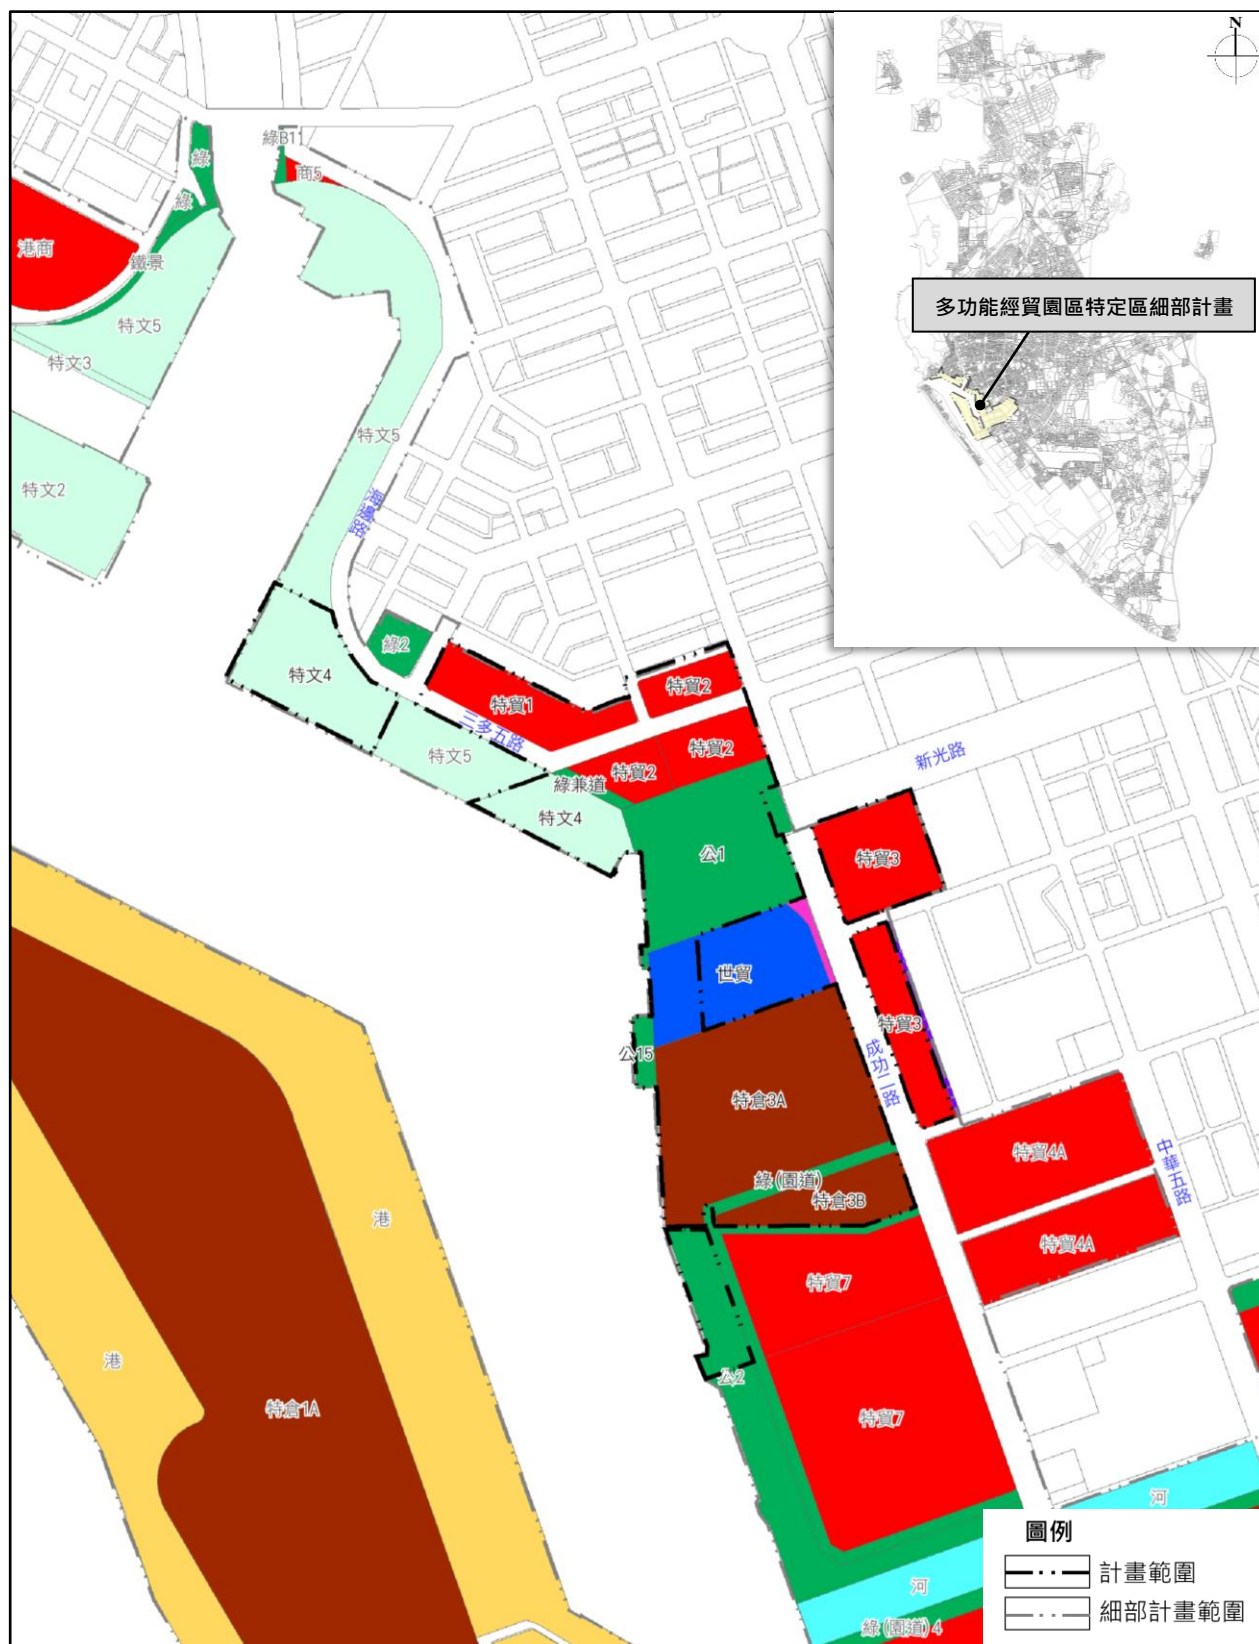 N
多功能經貿園區特定區細部計畫
綠B11
綠
商5
綠
港商
鐵景
特文5
特文3
特文5
特文2
海邊路
綠2
特文4
特貿1
特貿2
三多五路
特文5
特貿2
特貿2
新光路
綠兼道
特文4
公1
特貿3
世貿
特貿3
公15
成功二路
特倉3A
特貿4A
中華五路
綠(園道)
特倉3B
港
特貿4A
特貿7
港
公2
特倉1A
特貿7
河
圖例
計畫範圍
河
細部計畫範圍
綠(園道)4